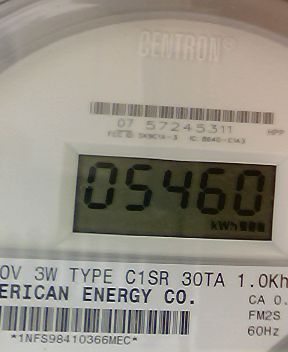 CENTRON®
07 57245311 HPP
05460
kWh
0V 3W TYPE C1SR 30TA 1.0Kh
ERICAN ENERGY CO.
CA 0.
FM2S
60Hz
*1NFS98410366MEC*